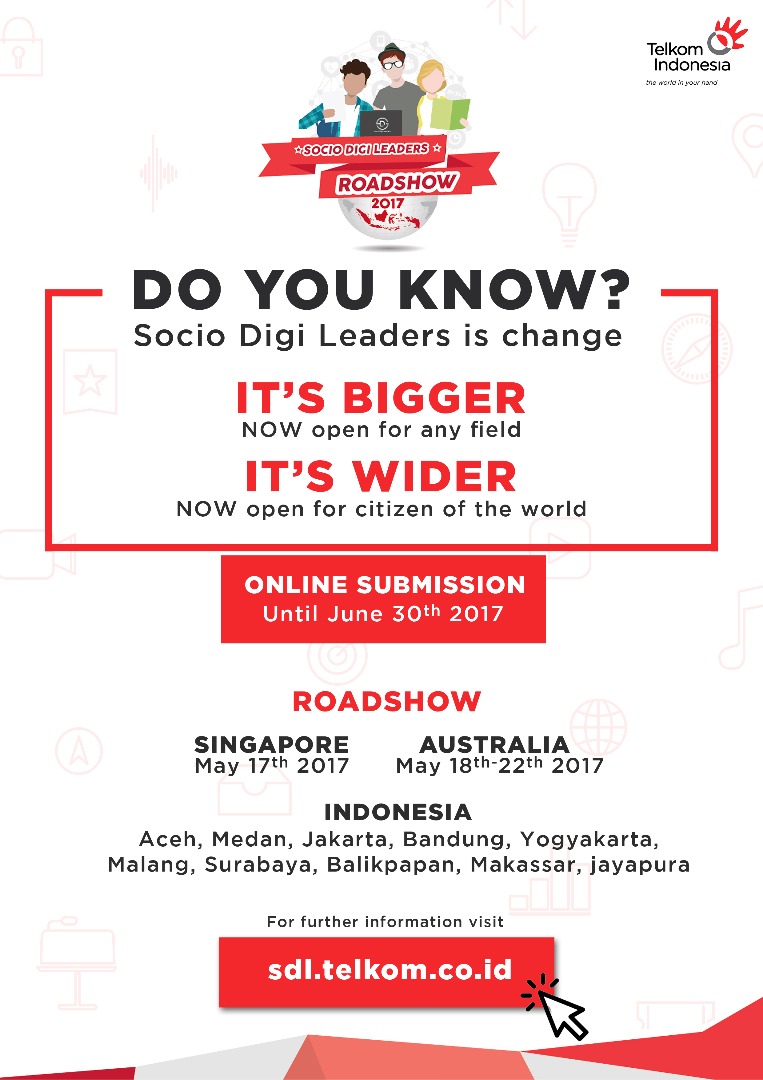 Telkom
Indonesia
the world in your hand
SOCIO DIGI LEADERS
ROADSHOW
2017
DO YOU KNOW?
Socio Digi Leaders is change
IT'S BIGGER
NOW open for any field
IT'S WIDER
NOW open for citizen of the world
ONLINE SUBMISSION
Until June 30th 2017
ROADSHOW
SINGAPORE
May 17th 2017
AUSTRALIA
May 18th-22th 2017
INDONESIA
Aceh, Medan, Jakarta, Bandung, Yogyakarta,
Malang, Surabaya, Balikpapan, Makassar, jayapura
For further information visit
sdl.telkom.co.id